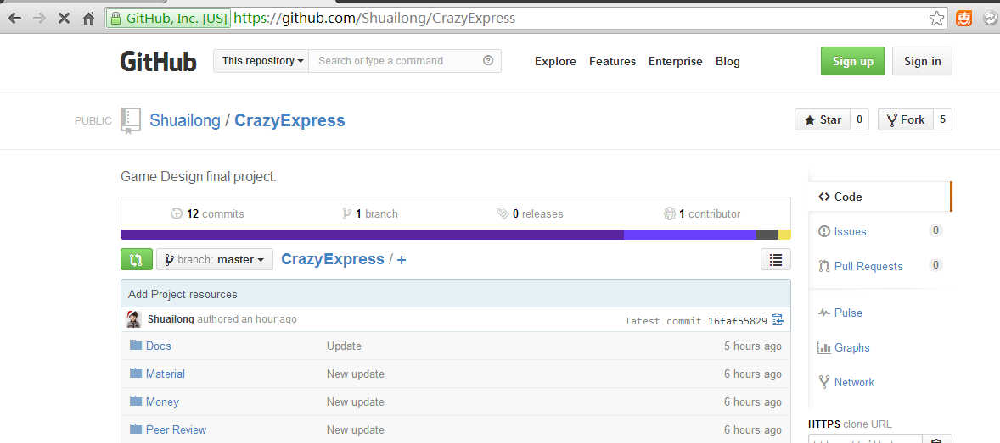 GitHub, Inc. [US] https://github.com/Shuailong/CrazyExpress
GitHub This repository Search or type a command Explore Features Enterprise Blog Sign up Sign in
PUBLIC Shuailong / CrazyExpress Star 0 Fork 5
Game Design final project.
12 commits 1 branch 0 releases 1 contributor
branch: master CrazyExpress / +
Add Project resources
Shuailong authored an hour ago latest commit 16faf55829
Docs Update 5 hours ago
Material New update 6 hours ago
Money New update 6 hours ago
Peer Review New update 6 hours ago
Code
Issues 0
Pull Requests 0
Pulse
Graphs
Network
HTTPS clone URL